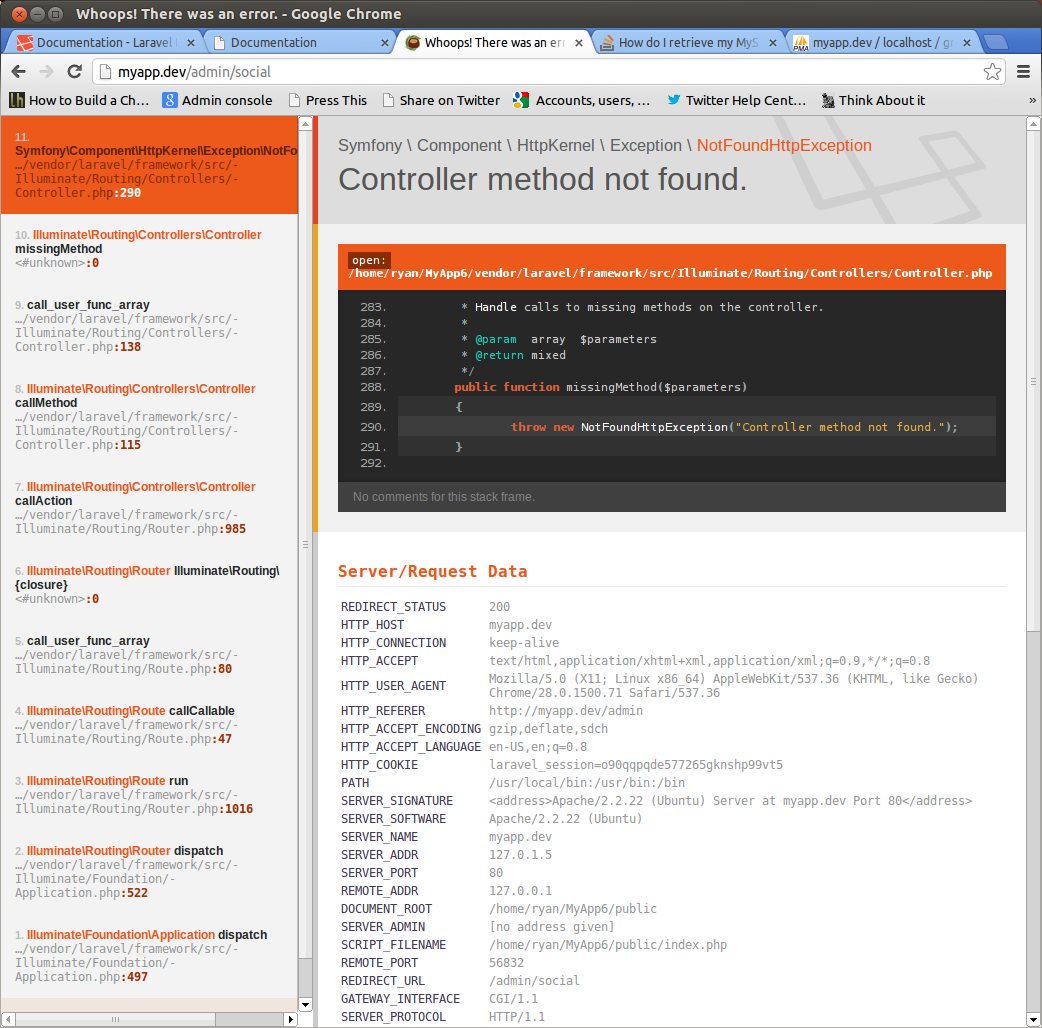 Whoops! There was an error. - Google Chrome
Documentation - Laravel
Documentation
Whoops! There was an err
How do I retrieve my MyS
myapp.dev / localhost / g
myapp.dev/admin/social
How to Build a Ch...
Admin console
Press This
Share on Twitter
Accounts, users, ...
Twitter Help Cent...
Think About it
»
11.
Symfony\Component\HttpKernel\Exception\NotFo
…/vendor/laravel/framework/src/-
Illuminate/Routing/Controllers/-
Controller.php:290
10. Illuminate\Routing\Controllers\Controller
missingMethod
<#unknown>:0
9. call_user_func_array
…/vendor/laravel/framework/src/-
Illuminate/Routing/Controllers/-
Controller.php:138
8. Illuminate\Routing\Controllers\Controller
callMethod
…/vendor/laravel/framework/src/-
Illuminate/Routing/Controllers/-
Controller.php:115
7. Illuminate\Routing\Controllers\Controller
callAction
…/vendor/laravel/framework/src/-
Illuminate/Routing/Router.php:985
6. Illuminate\Routing\Router Illuminate\Routing\
{closure}
<#unknown>:0
5. call_user_func_array
…/vendor/laravel/framework/src/-
Illuminate/Routing/Route.php:80
4. Illuminate\Routing\Route callCallable
…/vendor/laravel/framework/src/-
Illuminate/Routing/Route.php:47
3. Illuminate\Routing\Route run
…/vendor/laravel/framework/src/-
Illuminate/Routing/Router.php:1016
2. Illuminate\Routing\Router dispatch
…/vendor/laravel/framework/src/-
Illuminate/Foundation/-
Application.php:522
1. Illuminate\Foundation\Application dispatch
…/vendor/laravel/framework/src/-
Illuminate/Foundation/-
Application.php:497
Symfony \ Component \ HttpKernel \ Exception \ NotFoundHttpException
Controller method not found.
open:
/home/ryan/MyApp6/vendor/laravel/framework/src/Illuminate/Routing/Controllers/Controller.php
283. * Handle calls to missing methods on the controller.
284. *
285. * @param  array  $parameters
286. * @return mixed
287. */
288. public function missingMethod($parameters)
289. {
290. throw new NotFoundHttpException("Controller method not found.");
291. }
292.
No comments for this stack frame.
Server/Request Data
REDIRECT_STATUS 200
HTTP_HOST myapp.dev
HTTP_CONNECTION keep-alive
HTTP_ACCEPT text/html,application/xhtml+xml,application/xml;q=0.9,*/*;q=0.8
HTTP_USER_AGENT Mozilla/5.0 (X11; Linux x86_64) AppleWebKit/537.36 (KHTML, like Gecko)
Chrome/28.0.1500.71 Safari/537.36
HTTP_REFERER http://myapp.dev/admin
HTTP_ACCEPT_ENCODING gzip,deflate,sdch
HTTP_ACCEPT_LANGUAGE en-US,en;q=0.8
HTTP_COOKIE laravel_session=o90qqpqde577265gknshp99vt5
PATH /usr/local/bin:/usr/bin:/bin
SERVER_SIGNATURE <address>Apache/2.2.22 (Ubuntu) Server at myapp.dev Port 80</address>
SERVER_SOFTWARE Apache/2.2.22 (Ubuntu)
SERVER_NAME myapp.dev
SERVER_ADDR 127.0.1.5
SERVER_PORT 80
REMOTE_ADDR 127.0.0.1
DOCUMENT_ROOT /home/ryan/MyApp6/public
SERVER_ADMIN [no address given]
SCRIPT_FILENAME /home/ryan/MyApp6/public/index.php
REMOTE_PORT 56832
REDIRECT_URL /admin/social
GATEWAY_INTERFACE CGI/1.1
SERVER_PROTOCOL HTTP/1.1